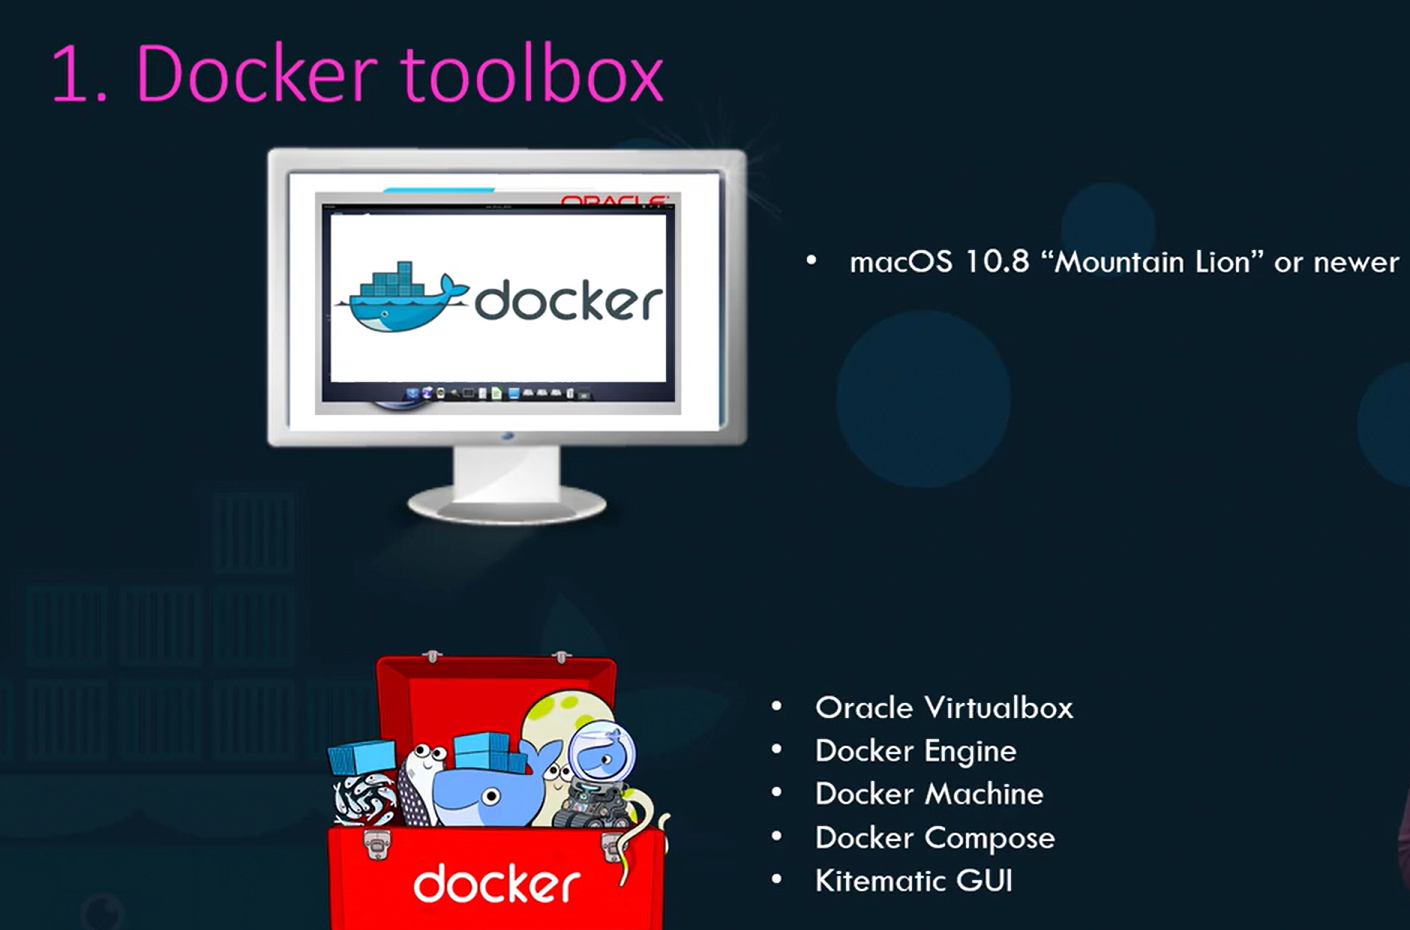 1. Docker toolbox
ORACLE
docker
• macOS 10.8 “Mountain Lion” or newer
• Oracle Virtualbox
• Docker Engine
• Docker Machine
• Docker Compose
• Kitematic GUI
docker